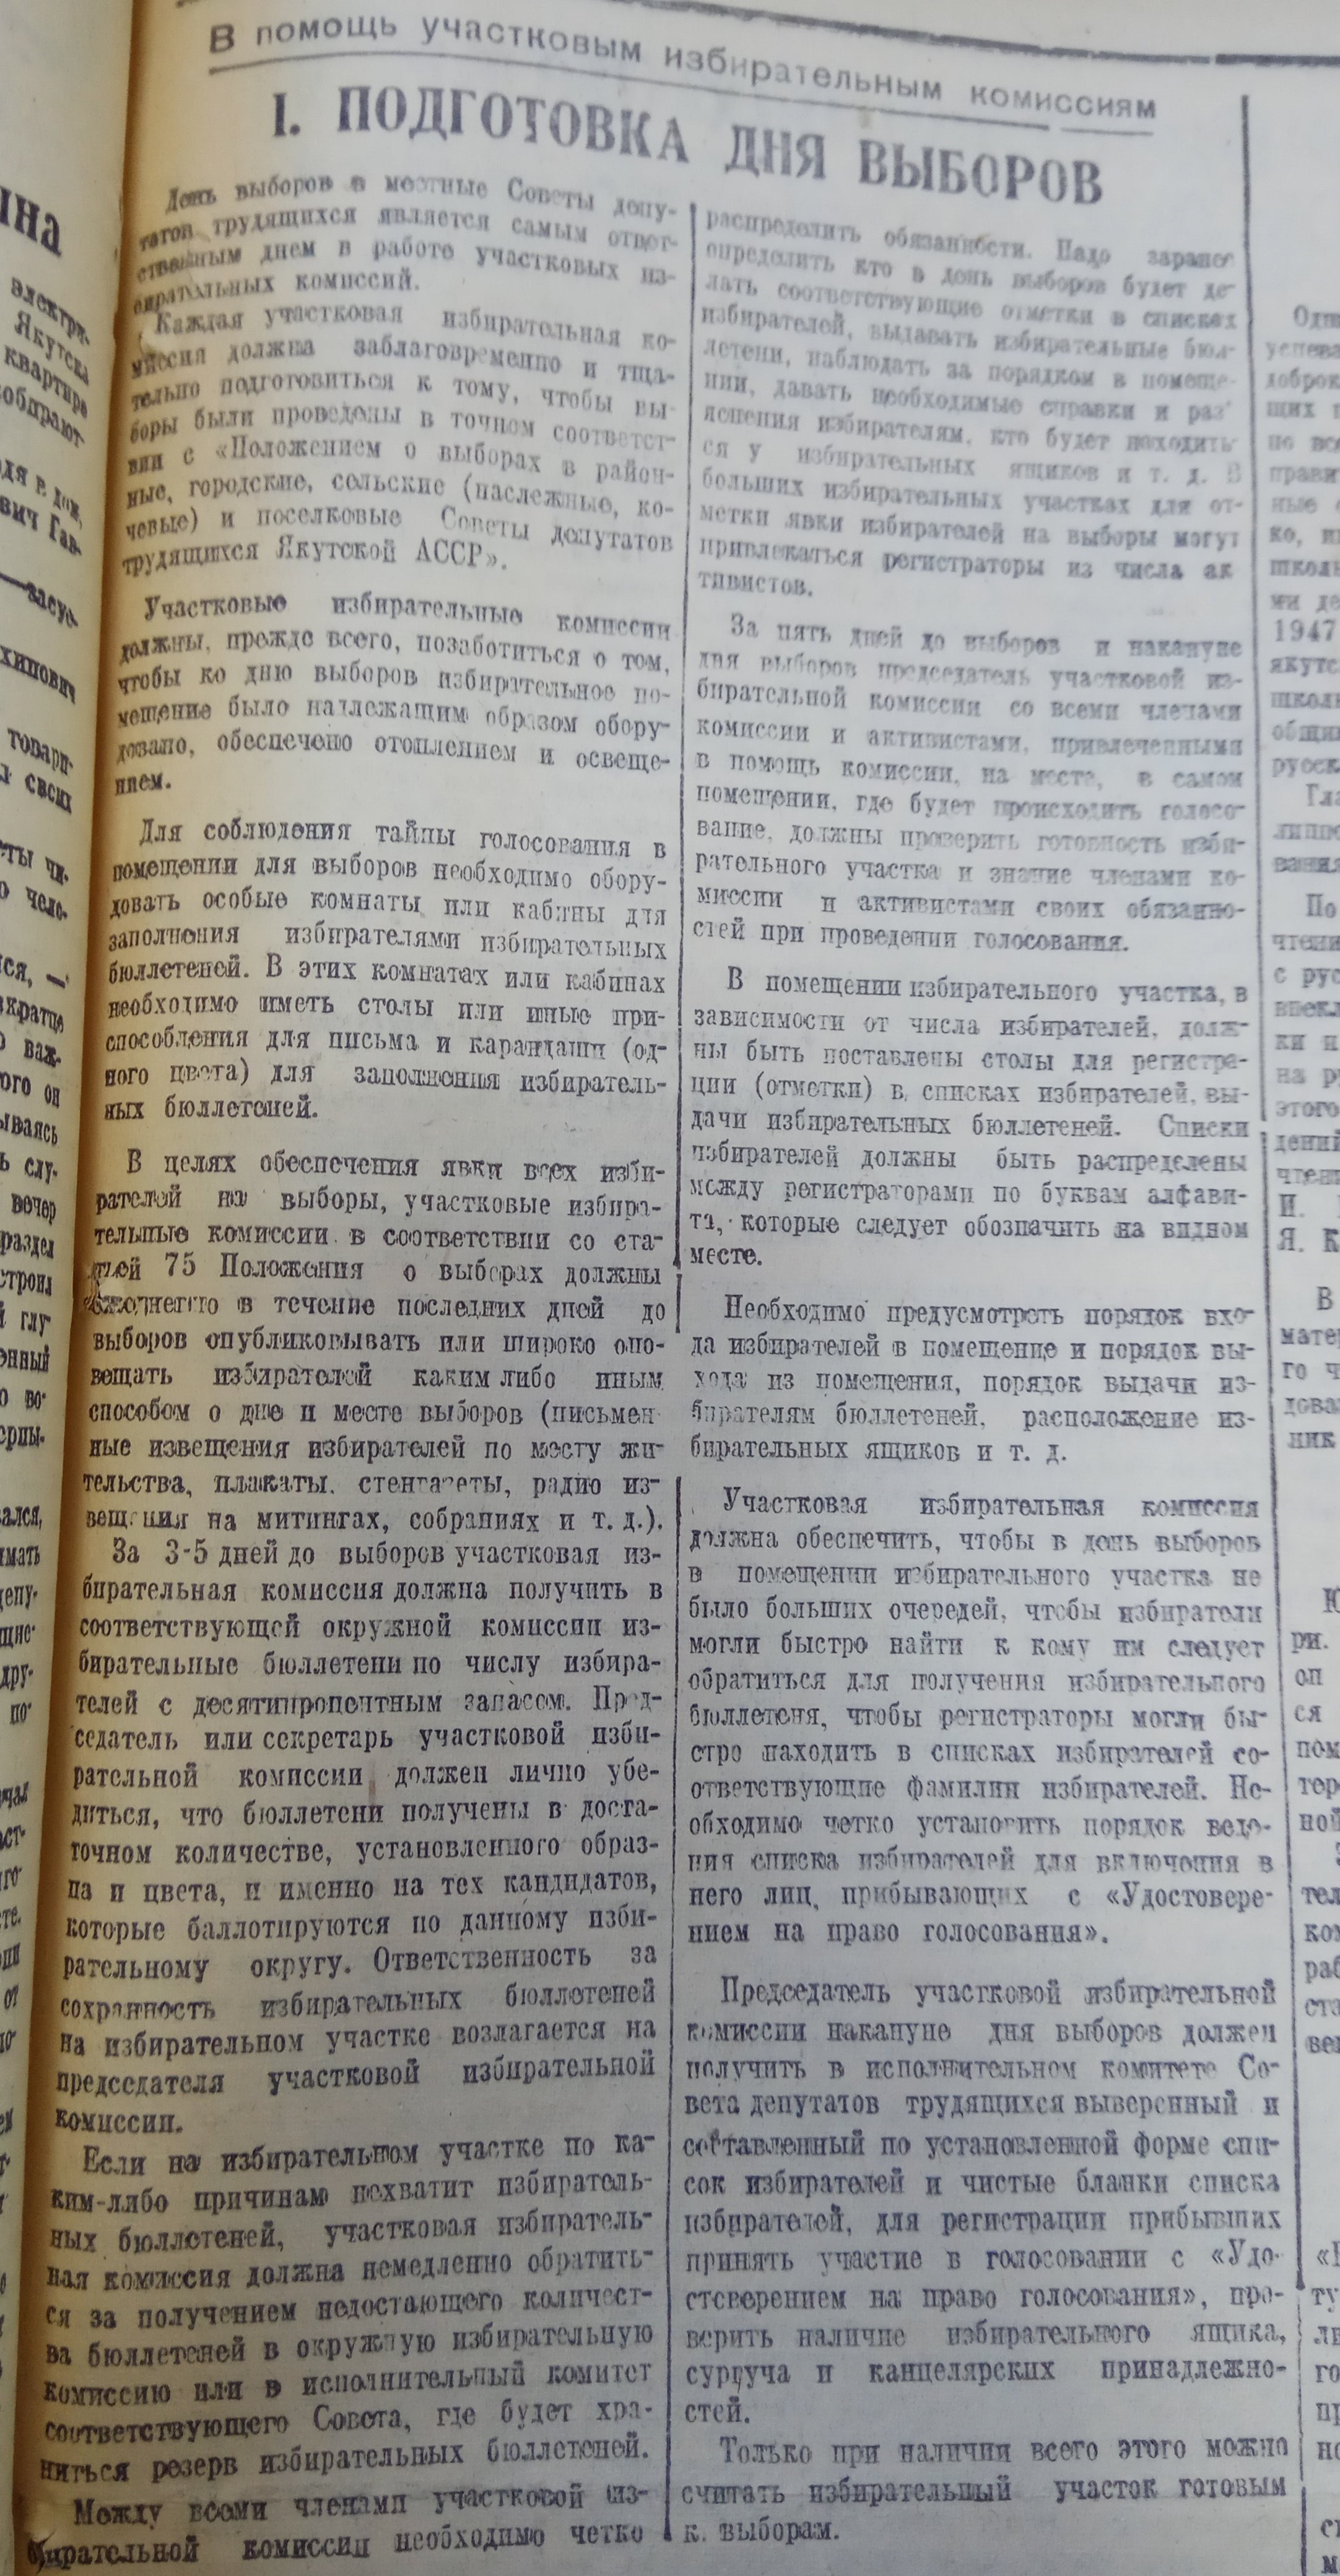 В помощь участковым избирательным комиссиям
I. ПОДГОТОВКА ДНЯ ВЫБОРОВ
День выборов в местные Советы депу-
татов трудящихся является самым ответ-
ственным днем в работе участковых из-
бирательных комиссий.
Каждая участковая избирательная ко-
миссия должна заблаговременно и тща-
тельно подготовиться к тому, чтобы вы-
боры были проведены в точном соответст-
вии с «Положением о выборах в район-
ные, городские, сельские (наслежные, ко-
чевые) и поселковые Советы депутатов
трудящихся Якутской АССР».
Участковые избирательные комиссии
должны, прежде всего, позаботиться о том,
чтобы ко дню выборов избирательное по-
мещение было надлежащим образом обору-
довано, обеспечено отоплением и освеще-
нием.
Для соблюдения тайны голосования в
помещении для выборов необходимо обору-
довать особые комнаты или кабины для
заполнения избирателями избирательных
бюллетеней. В этих комнатах или кабинах
необходимо иметь столы или иные при-
способления для письма и карандаши (од-
ного цвета) для заполнения избиратель-
ных бюллетеней.
В целях обеспечения явки всех изби-
рателей на выборы, участковые избира-
тельные комиссии в соответствии со ста-
тьей 75 Положения о выборах должны
ежедневно в течение последних дней до
выборов опубликовывать или широко опо-
вещать избирателей каким либо иным
способом о дне и месте выборов (письмен-
ные извещения избирателей по месту жи-
тельства, плакаты, стенгазеты, радио из-
вещения на митингах, собраниях и т. д.).
За 3-5 дней до выборов участковая из-
бирательная комиссия должна получить в
соответствующей окружной комиссии из-
бирательные бюллетени по числу избира-
телей с десятипроцентным запасом. Пред-
седатель или секретарь участковой изби-
рательной комиссии должен лично убе-
диться, что бюллетени получены в доста-
точном количестве, установленного образ-
ца и цвета, и именно на тех кандидатов,
которые баллотируются по данному изби-
рательному округу. Ответственность за
сохранность избирательных бюллетеней
на избирательном участке возлагается на
председателя участковой избирательной
комиссии.
Если на избирательном участке по ка-
ким-либо причинам нехватит избиратель-
ных бюллетеней, участковая избиратель-
ная комиссия должна немедленно обратить-
ся за получением недостающего количест-
ва бюллетеней в окружную избирательную
комиссию или в исполнительный комитет
соответствующего Совета, где будет хра-
ниться резерв избирательных бюллетеней.
Между всеми членами участковой из-
бирательной комиссии необходимо четко
распределить обязанности. Надо заранее
определить кто в день выборов будет де-
лать соответствующие отметки в списках
избирателей, выдавать избирательные бюл-
летени, наблюдать за порядком в помеще-
нии, давать необходимые справки и раз'
яснения избирателям, кто будет находить-
ся у избирательных ящиков и т. д. В
больших избирательных участках для от-
метки явки избирателей на выборы могут
привлекаться регистраторы из числа ак
тивистов.
За пять дней до выборов и накануне
дня выборов председатель участковой из-
бирательной комиссии со всеми членами
комиссии и активистами, привлеченными
в помощь комиссии, на месте, в самом
помещении, где будет происходить голосо-
вание, должны проверить готовность изби-
рательного участка и знание членами ко-
миссии и активистами своих обязанно-
стей при проведении голосования.
В помещении избирательного участка, в
зависимости от числа избирателей, долж-
ны быть поставлены столы для регистра-
ции (отметки) в списках избирателей, вы-
дачи избирательных бюллетеней. Списки
избирателей должны быть распределены
между регистраторами по буквам алфави-
та, которые следует обозначить на видном
месте.
Необходимо предусмотреть порядок вхо-
да избирателей в помещение и порядок вы-
хода из помещения, порядок выдачи из-
бирателям бюллетеней, расположение из-
бирательных ящиков и т. д.
Участковая избирательная комиссия
должна обеспечить, чтобы в день выборов
в помещении избирательного участка не
было больших очередей, чтобы избиратели
могли быстро найти к кому им следует
обратиться для получения избирательного
бюллетеня, чтобы регистраторы могли бы-
стро находить в списках избирателей со-
ответствующие фамилии избирателей. Не-
обходимо четко установить порядок веде-
ния списка избирателей для включения в
него лиц, прибывающих с «Удостовере-
нием на право голосования».
Председатель участковой избирательной
комиссии накануне дня выборов должен
получить в исполнительном комитете Со-
вета депутатов трудящихся выверенный и
составленный по установленной форме спи-
сок избирателей и чистые бланки списка
избирателей, для регистрации прибывших
принять участие в голосовании с «Удо-
стоверением на право голосования», про-
верить наличие избирательного ящика,
сургуча и канцелярских принадлежно-
стей.
Только при наличии всего этого можно
считать избирательный участок готовым
к выборам.